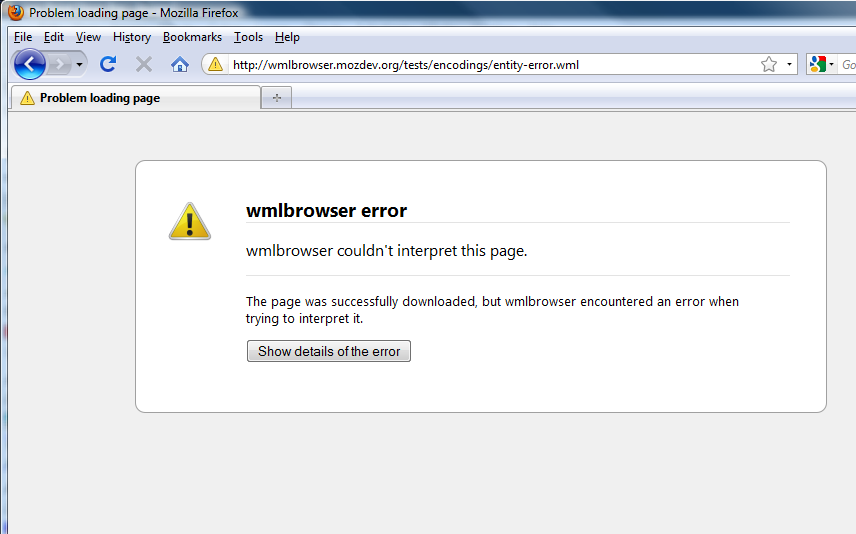 Problem loading page - Mozilla Firefox
File Edit View History Bookmarks Tools Help
http://wmlbrowser.mozdev.org/tests/encodings/entity-error.wml Go
Problem loading page
wmlbrowser error
wmlbrowser couldn't interpret this page.
The page was successfully downloaded, but wmlbrowser encountered an error when
trying to interpret it.
Show details of the error